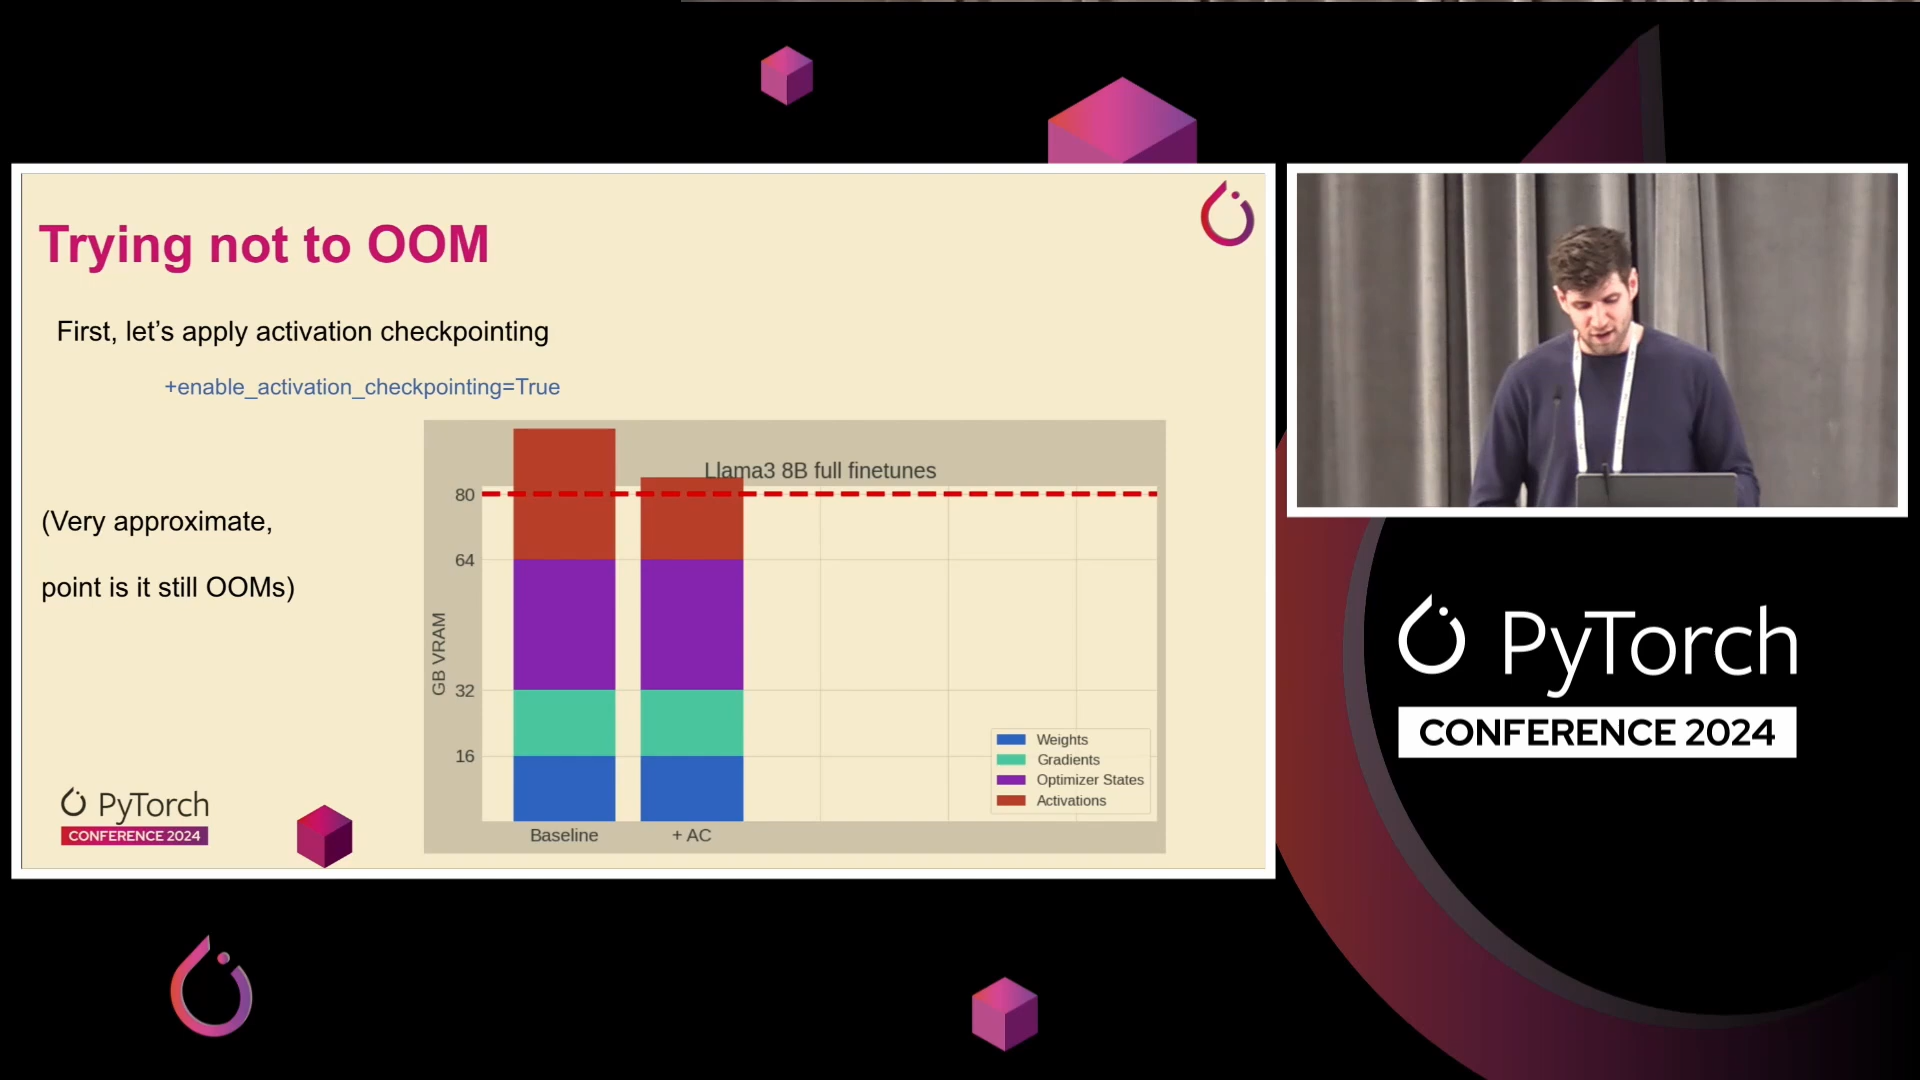 Trying not to OOM
First, let’s apply activation checkpointing
+enable_activation_checkpointing=True
(Very approximate,
point is it still OOMs)
Llama3 8B full finetunes
80
64
32
16
GB VRAM
Baseline
+ AC
Weights
Gradients
Optimizer States
Activations
PyTorch
CONFERENCE 2024
PyTorch
CONFERENCE 2024